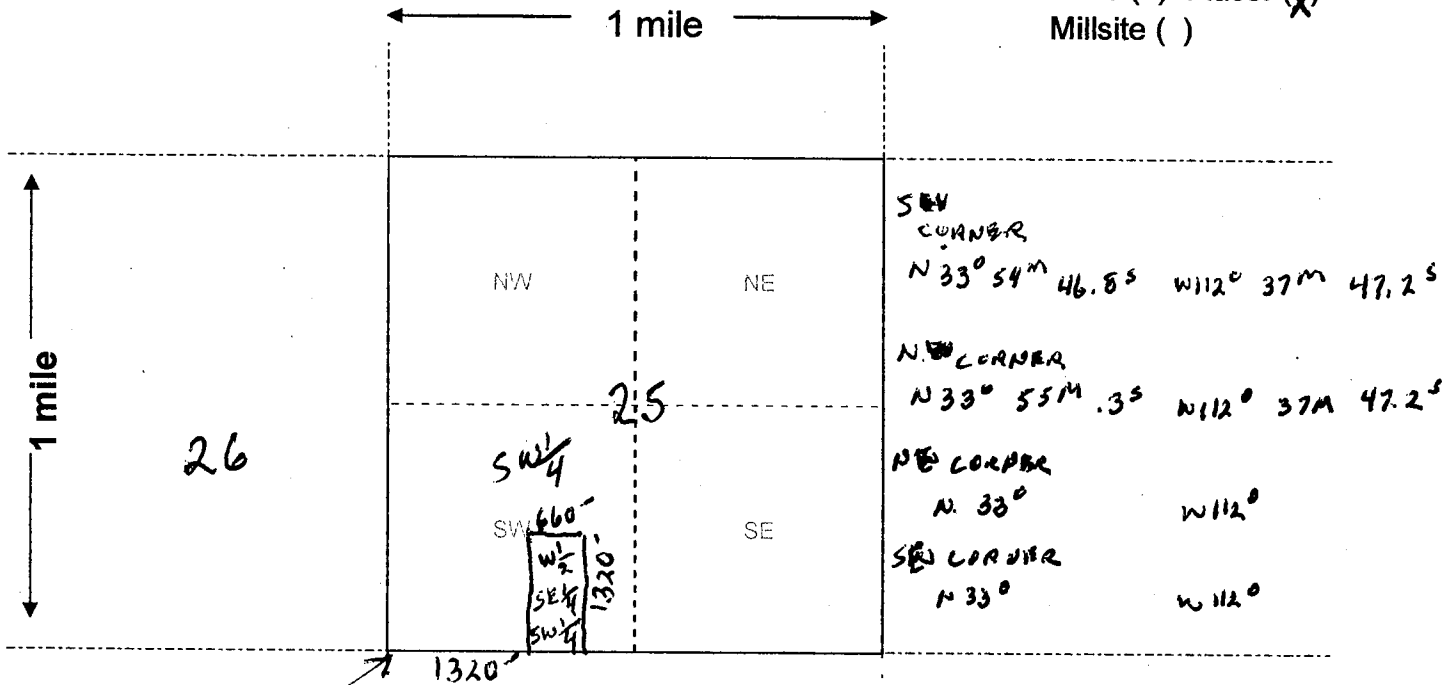 1 mile
Millsite ( )
1 mile
NW
NE
SW
SE
25
26
SW 1/4
660'
1320'
W 1/2
SE 1/4
SW 1/4
1320'
CORNER
N 33° 54m 46.8s W112° 37m 47.2s
CORNER
N 33° 55M .3s W112° 37M 47.2s
NE CORNER
N. 33° W112°
CORNER
N 33° W112°